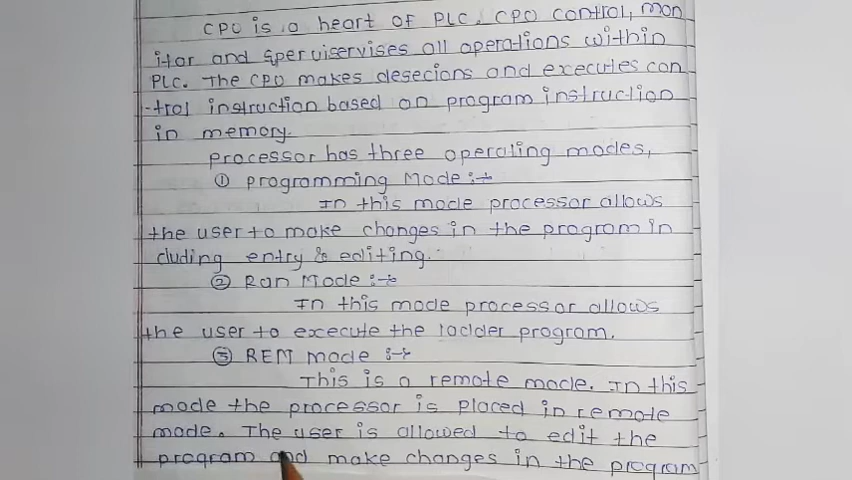 CPU is a heart of PLC. CPU control, mon
itor and sperviservises all operations within
PLC. The CPU makes desecions and executes con
-trol instruction based on program instruction
in memory.
processor has three operating modes,
① programming Mode :-
In this mode processor allows
the user to make changes in the program in
cluding entry & editing.
② Run Mode :-
In this mode processor allows
the user to execute the ladder program.
③ REM mode :-
This is a remote mode. In this
mode the processor is placed in remote
mode. The user is allowed to edit the
program and make changes in the program